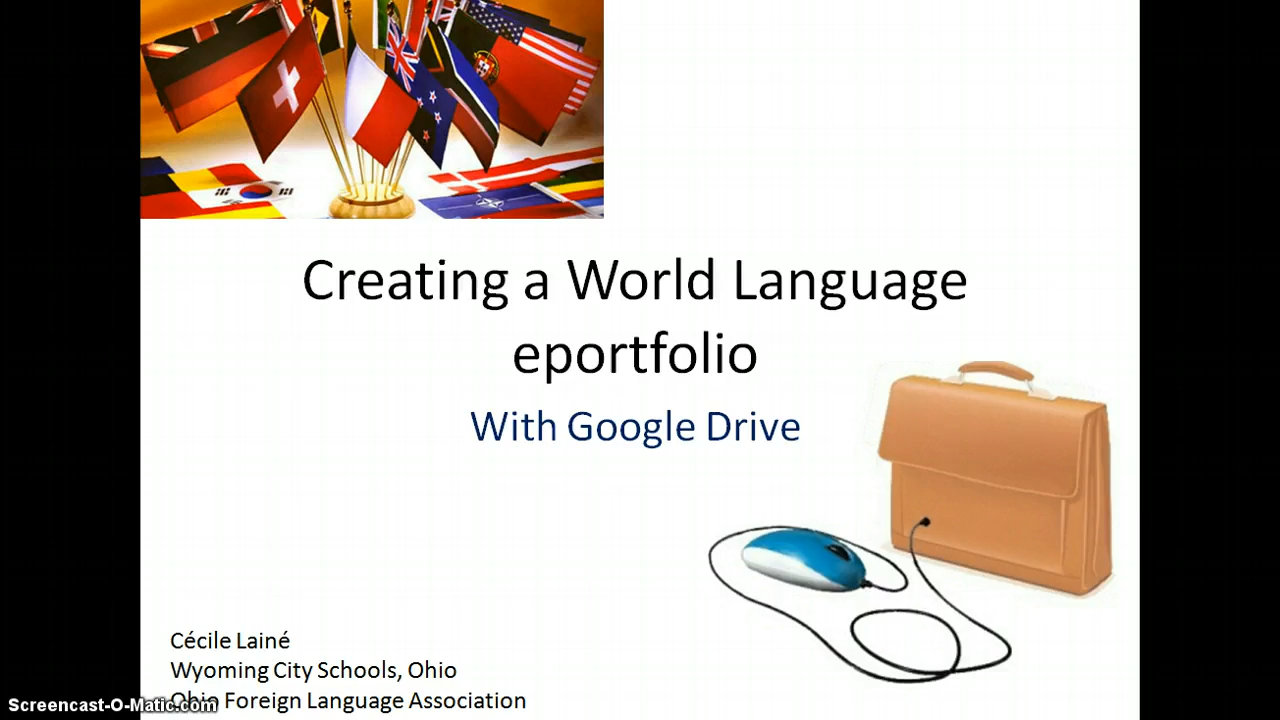 Creating a World Language
eportfolio
With Google Drive
Cécile Lainé
Wyoming City Schools, Ohio
Ohio Foreign Language Association
Screencast-O-Matic.com